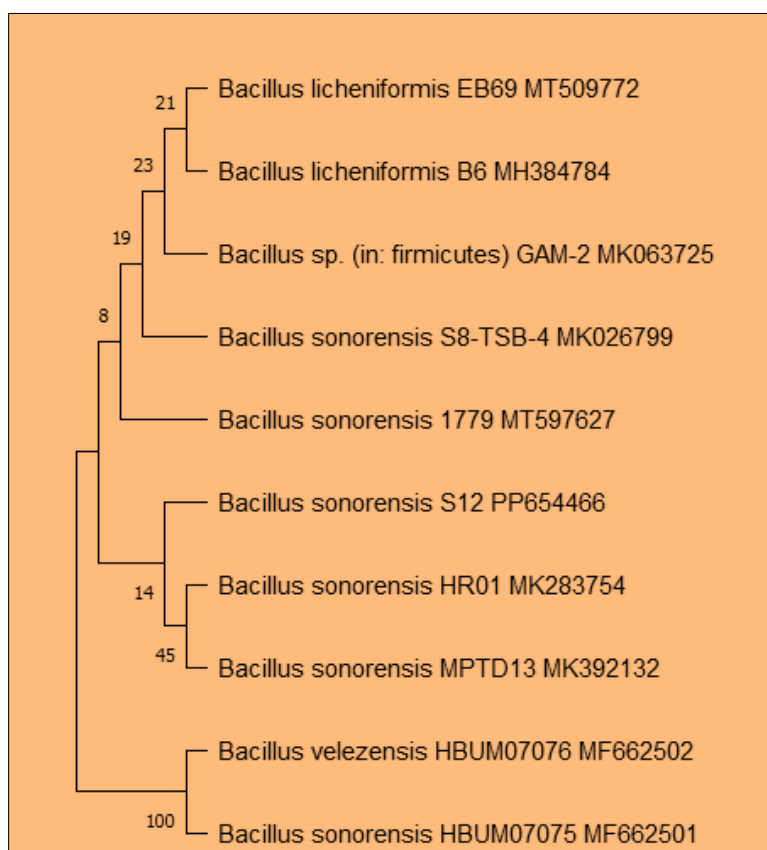 21
Bacillus licheniformis EB69 MT509772
23
Bacillus licheniformis B6 MH384784
19
Bacillus sp. (in: firmicutes) GAM-2 MK063725
8
Bacillus sonorensis S8-TSB-4 MK026799
Bacillus sonorensis 1779 MT597627
Bacillus sonorensis S12 PP654466
14
Bacillus sonorensis HR01 MK283754
45
Bacillus sonorensis MPTD13 MK392132
Bacillus velezensis HBUM07076 MF662502
100
Bacillus sonorensis HBUM07075 MF662501